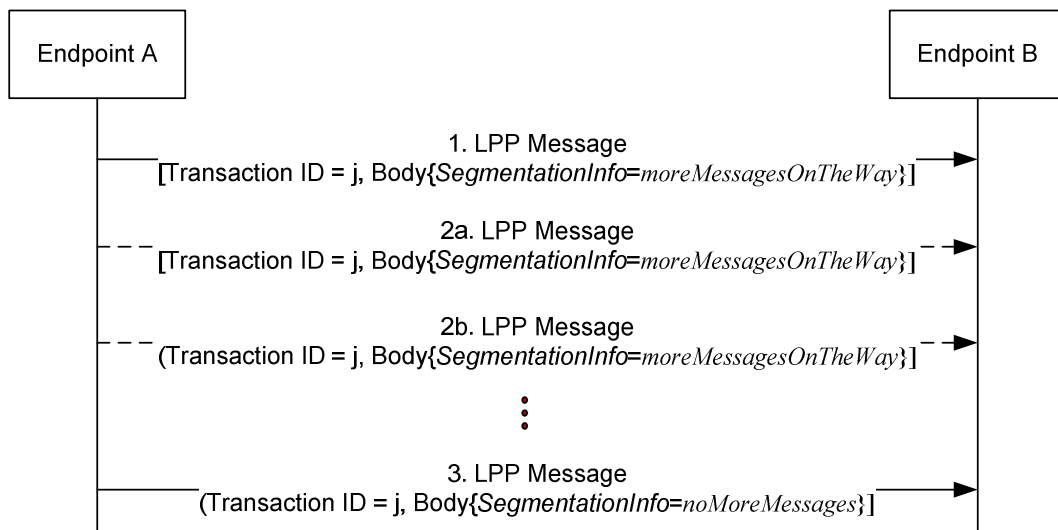 Endpoint A
Endpoint B
1. LPP Message
[Transaction ID = j, Body{SegmentationInfo=moreMessagesOnTheWay}]
2a. LPP Message
[Transaction ID = j, Body{SegmentationInfo=moreMessagesOnTheWay}]
2b. LPP Message
(Transaction ID = j, Body{SegmentationInfo=moreMessagesOnTheWay}]
3. LPP Message
(Transaction ID = j, Body{SegmentationInfo=noMoreMessages}]